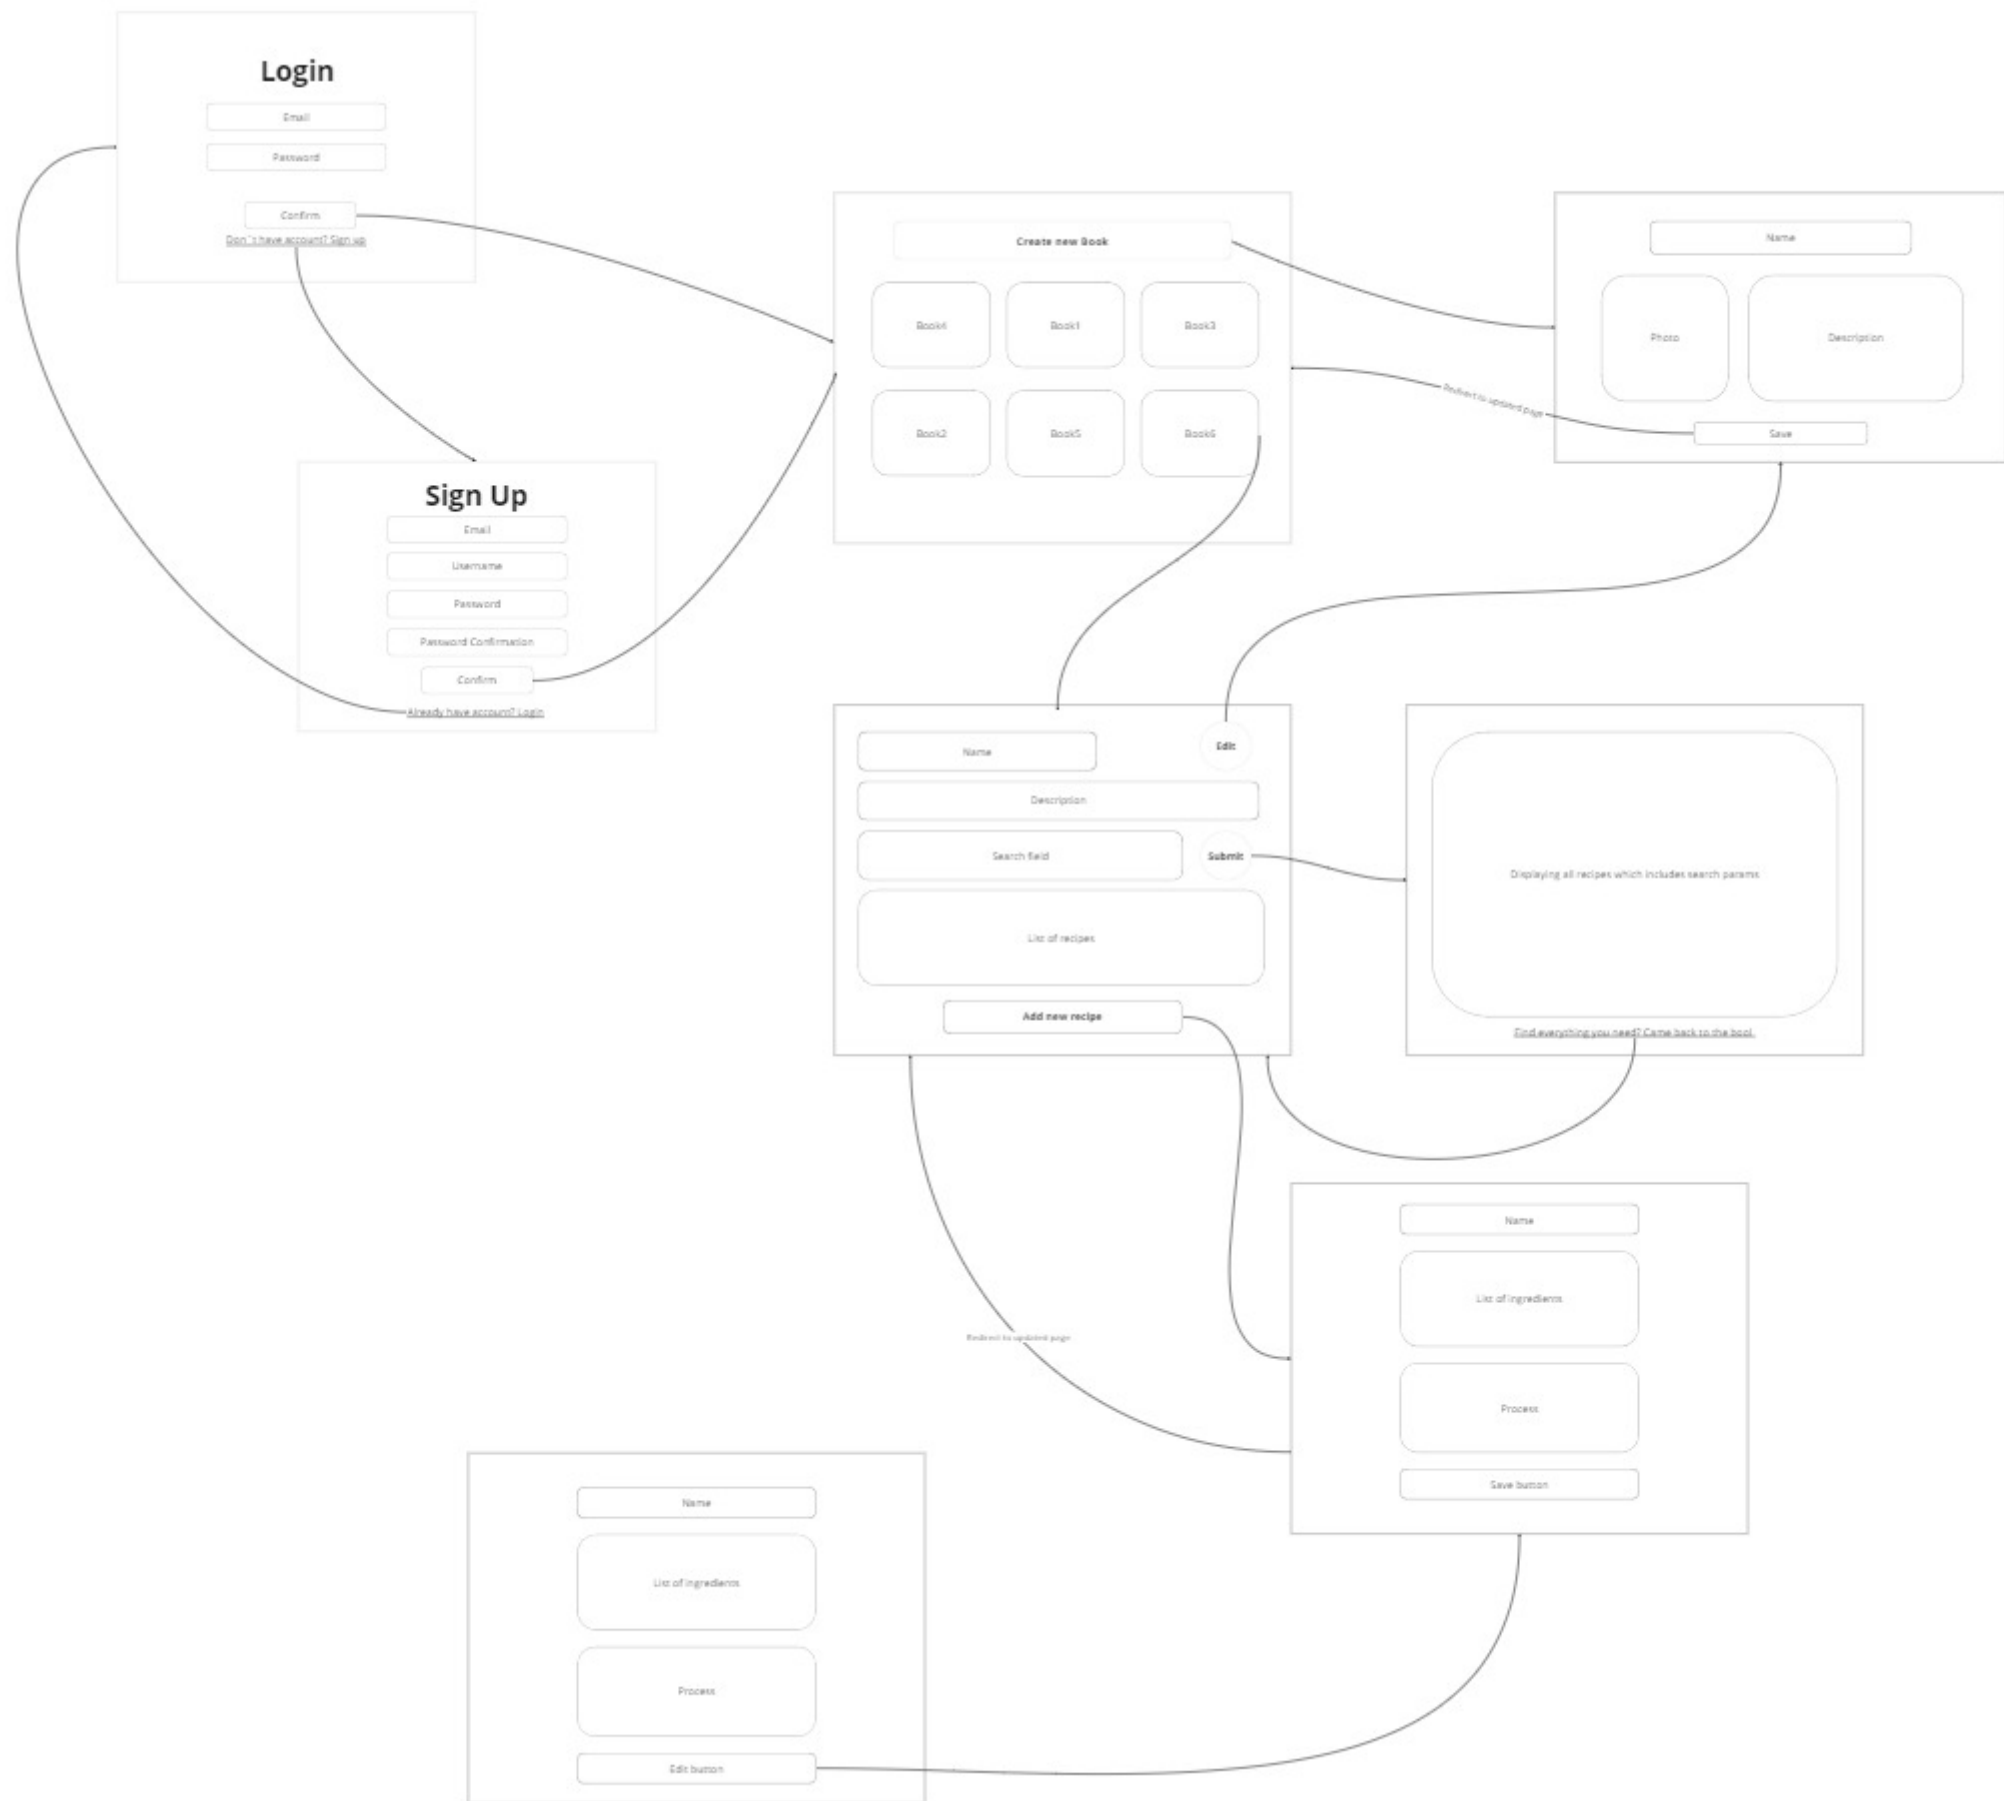 Login
Email
Password
Confirm
Don`t have account? Sign up
Sign Up
Email
Username
Password
Password Confirmation
Confirm
Already have account? Login
Create new Book
Book4
Book1
Book3
Book2
Book5
Book6
Name
Photo
Description
Save
Redirect to updated page
Name
Edit
Description
Search field
Submit
List of recipes
Add new recipe
Displaying all recipes which includes search params
Find everything you need? Came back to the book.
Redirect to updated page
Name
List of ingredients
Process
Save button
Name
List of ingredients
Process
Edit button